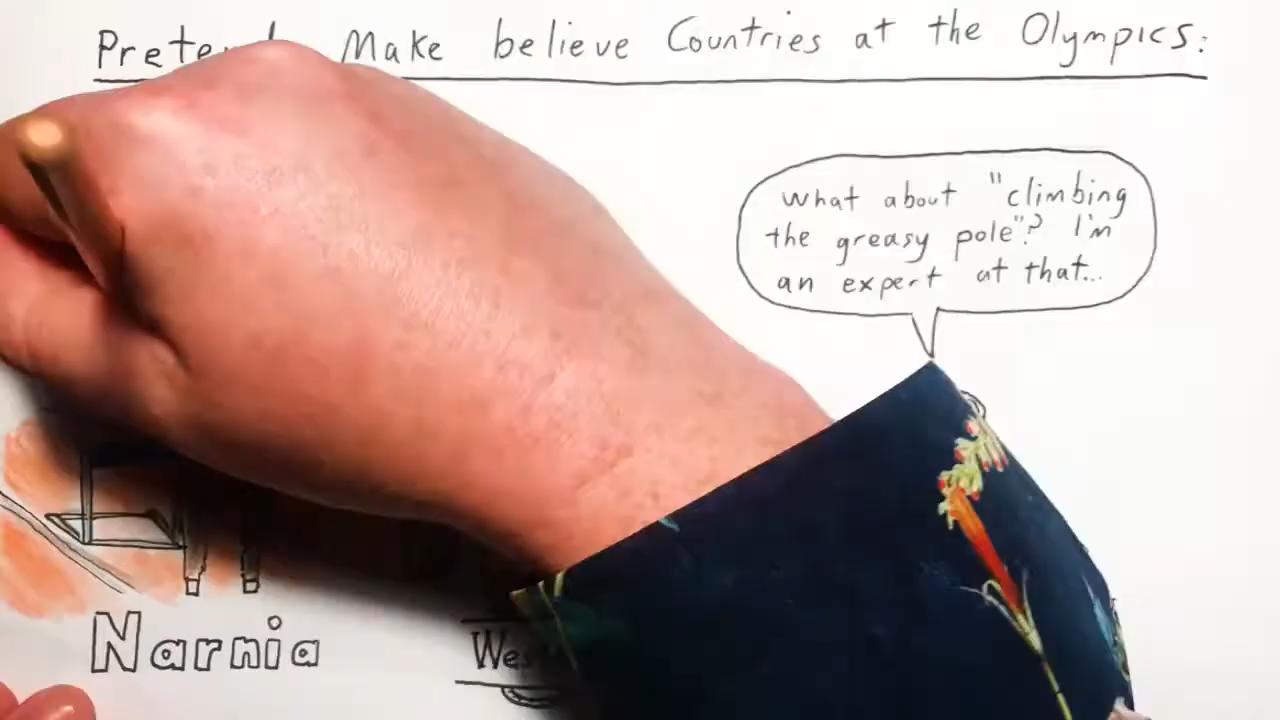 Make believe Countries at the Olympics:
What about "climbing
the greasy pole"? I'm
an expert at that...
Narnia